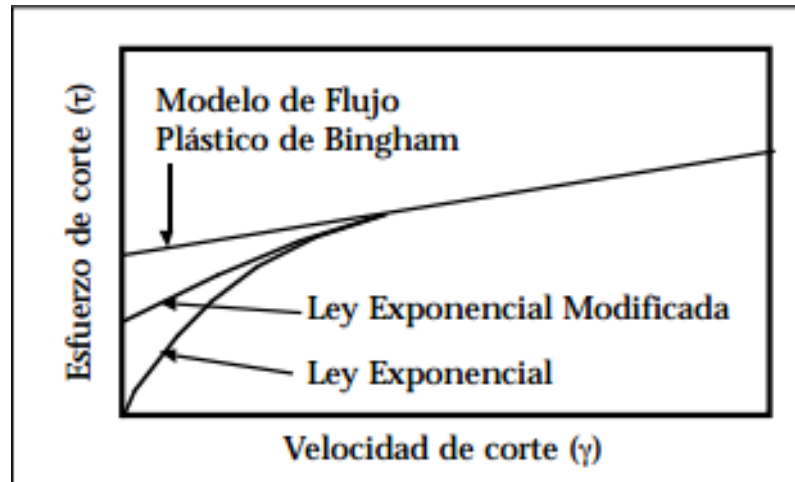 Modelo de Flujo
Plástico de Bingham
Esfuerzo de corte (τ)
Ley Exponencial Modificada
Ley Exponencial
Velocidad de corte (γ)